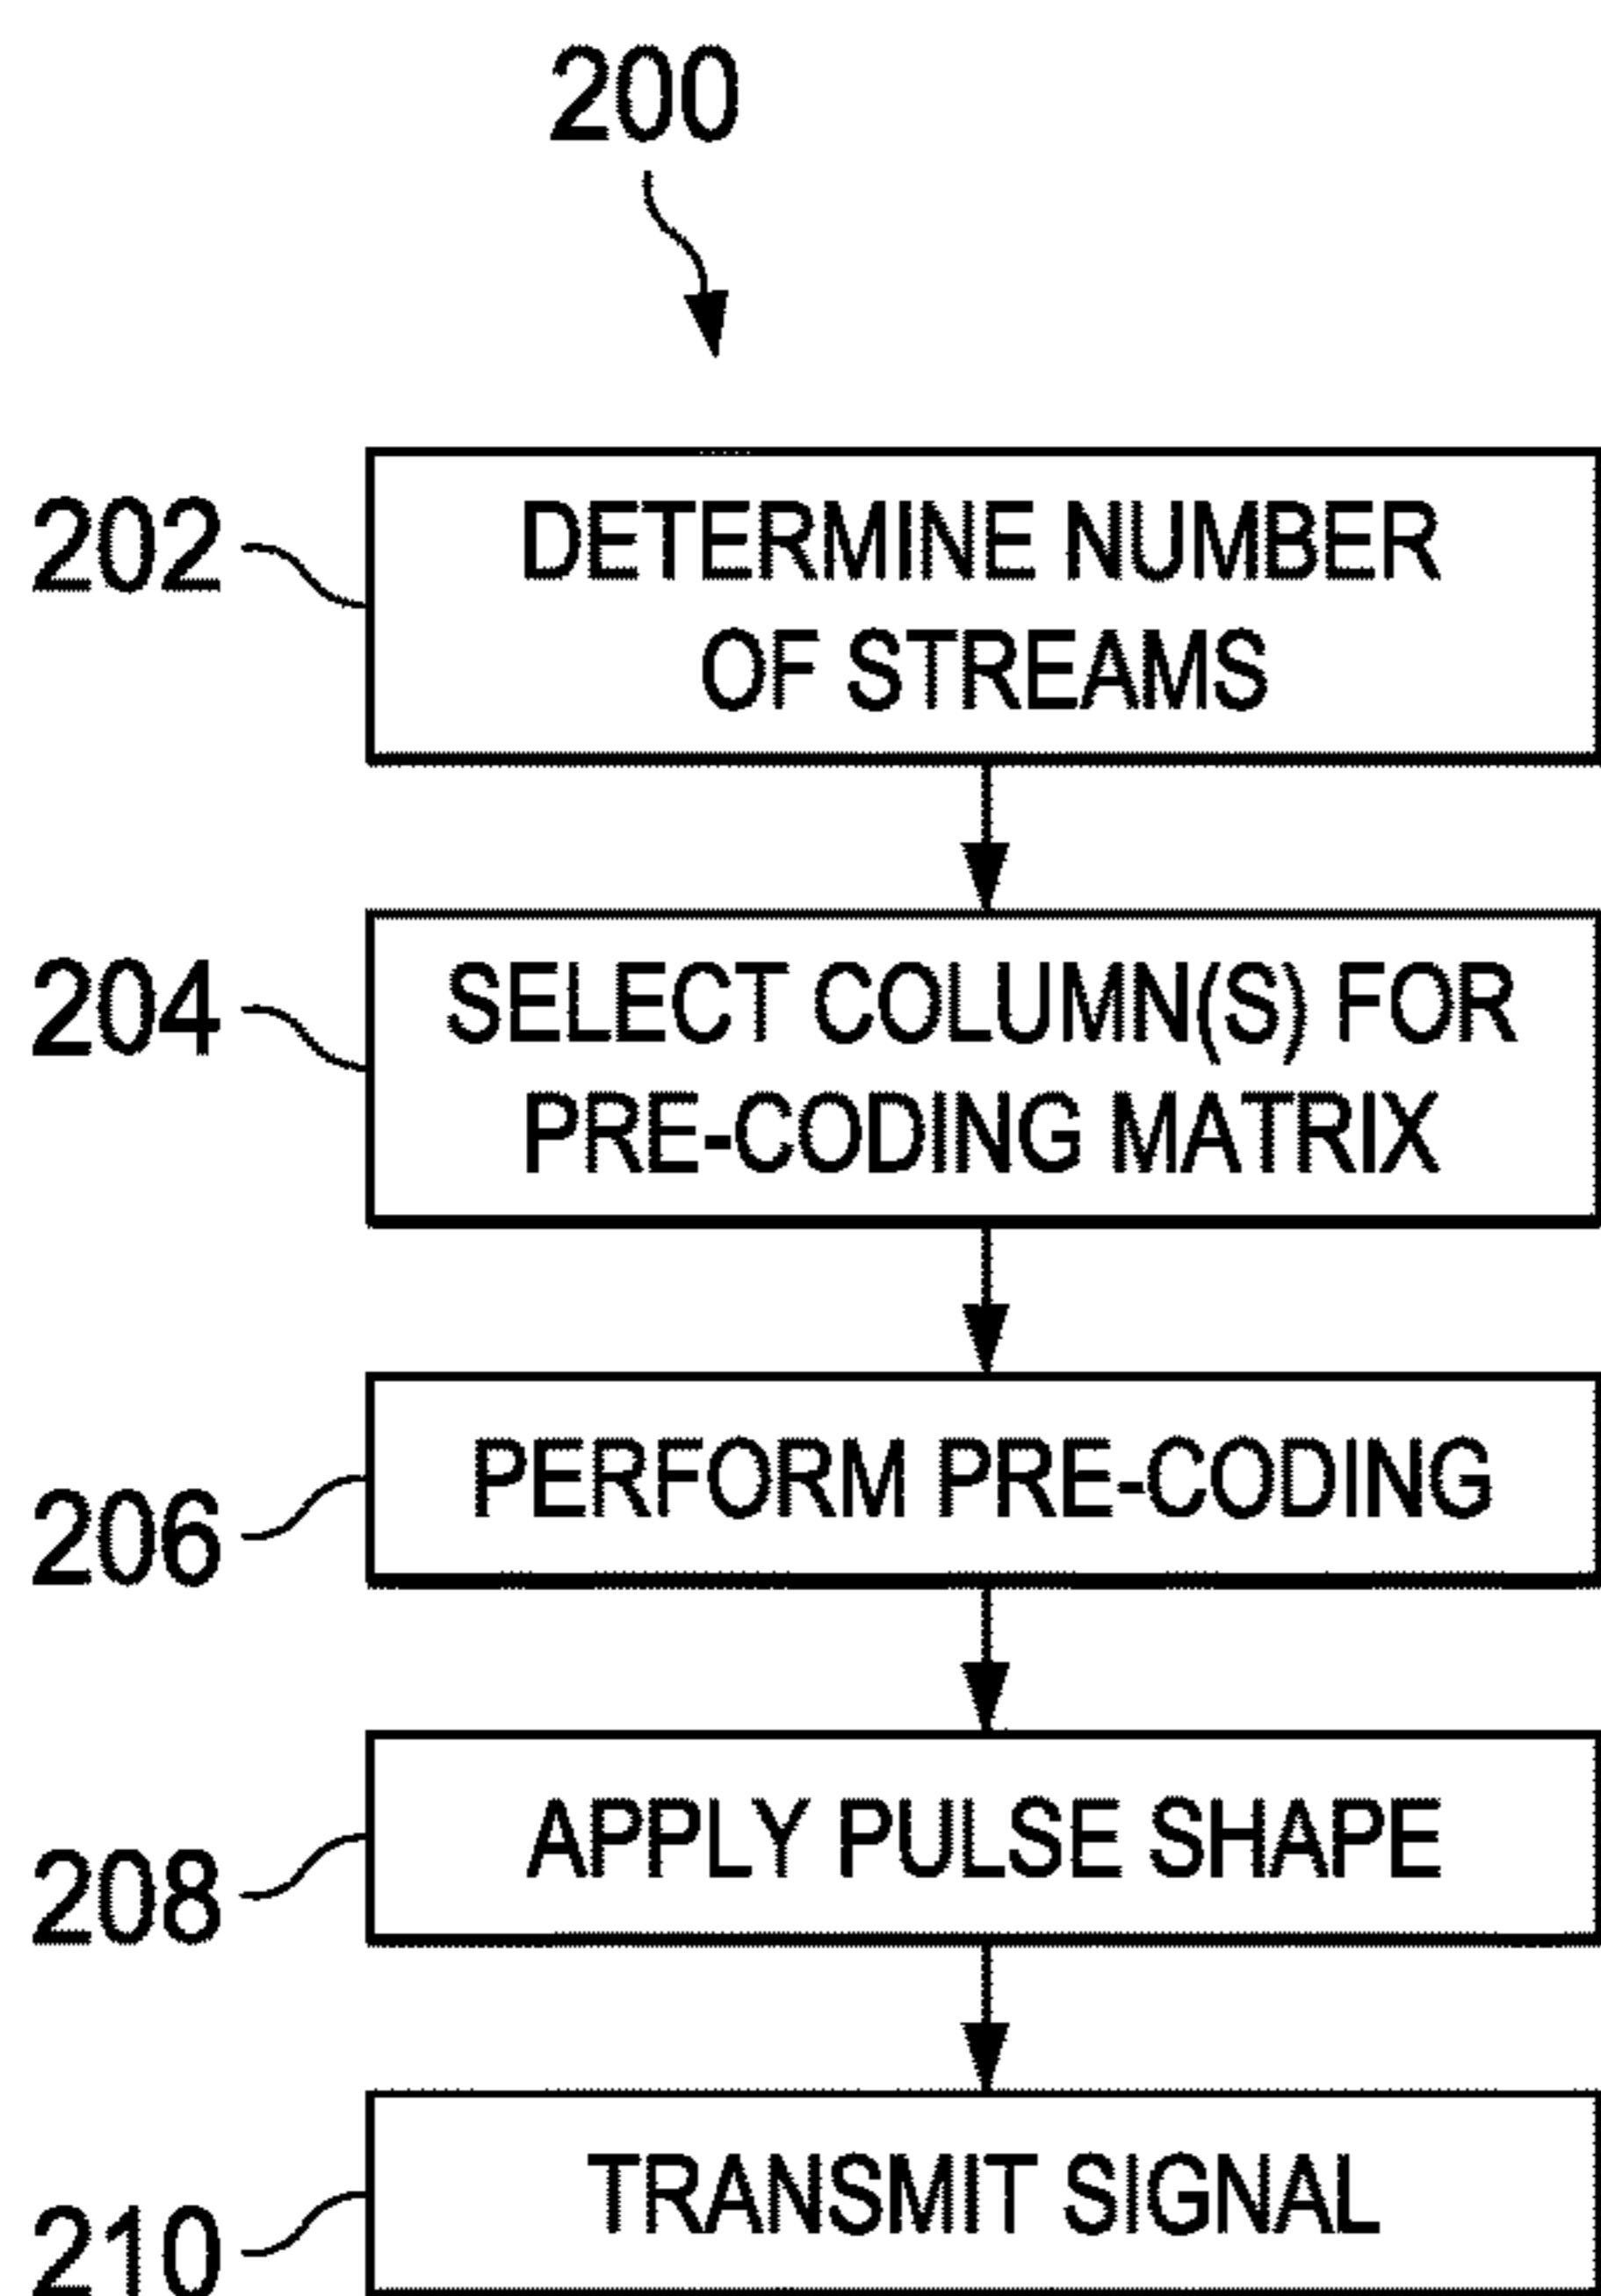 200
202
DETERMINE NUMBER
OF STREAMS
204
SELECT COLUMN(S) FOR
PRE-CODING MATRIX
206
PERFORM PRE-CODING
208
APPLY PULSE SHAPE
210
TRANSMIT SIGNAL